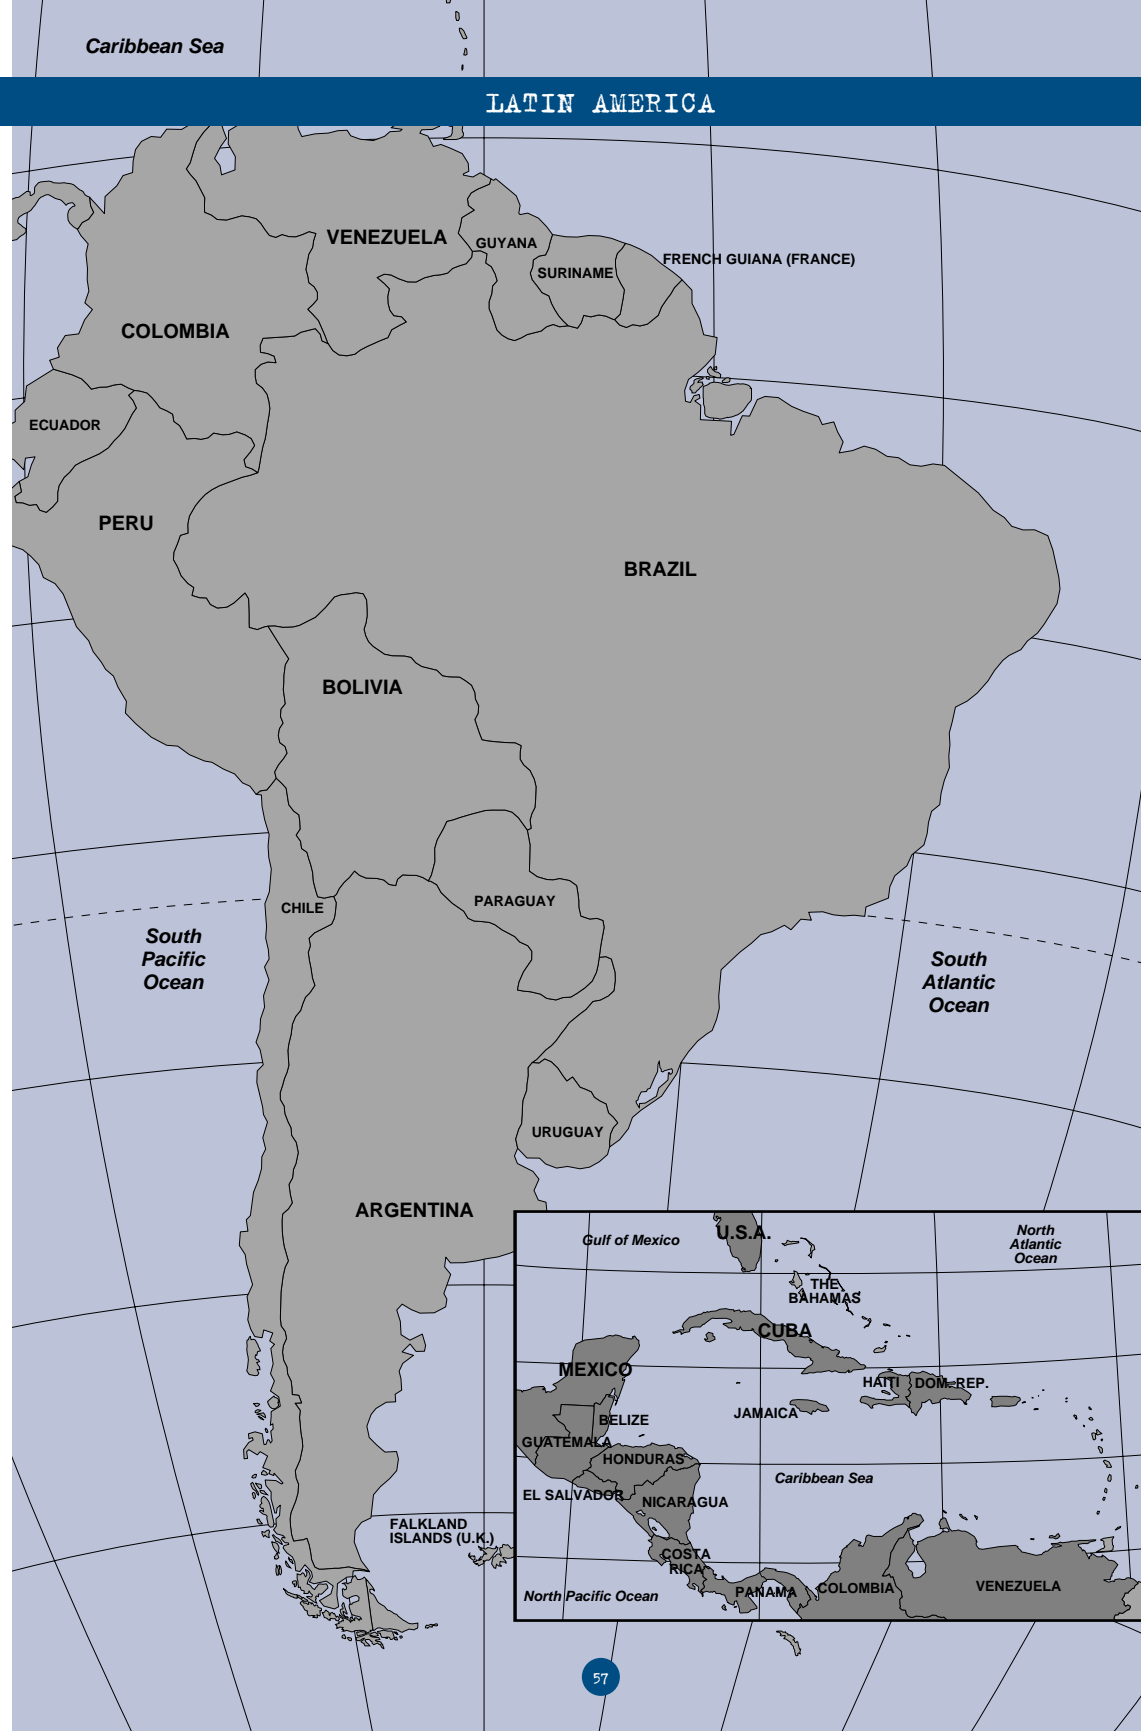 Caribbean Sea
LATIN AMERICA
VENEZUELA
GUYANA
SURINAME
FRENCH GUIANA (FRANCE)
COLOMBIA
ECUADOR
PERU
BRAZIL
BOLIVIA
CHILE
PARAGUAY
South
Pacific
Ocean
South
Atlantic
Ocean
URUGUAY
ARGENTINA
FALKLAND
ISLANDS (U.K.)
Gulf of Mexico
U.S.A.
North
Atlantic
Ocean
THE
BAHAMAS
CUBA
MEXICO
HAITI
DOM. REP.
JAMAICA
BELIZE
GUATEMALA
HONDURAS
Caribbean Sea
EL SALVADOR
NICARAGUA
COSTA
RICA
North Pacific Ocean
PANAMA
COLOMBIA
VENEZUELA
57